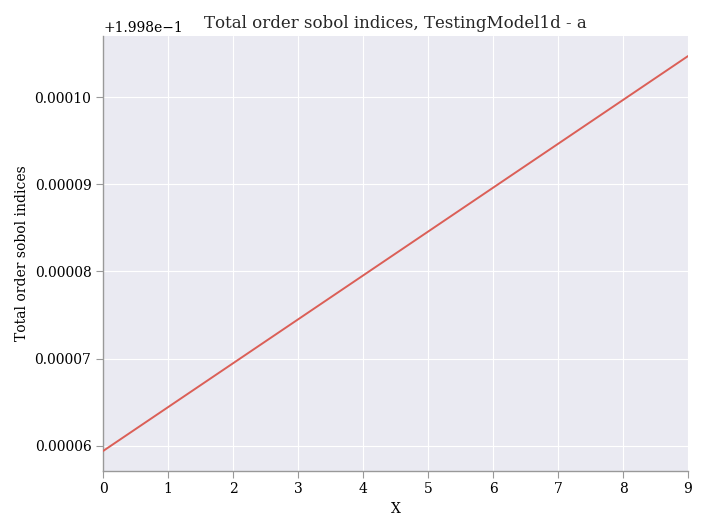 +1.998e−1
Total order sobol indices, TestingModel1d - a
0.00010
0.00009
0.00008
0.00007
0.00006
Total order sobol indices
0 1 2 3 4 5 6 7 8 9
X